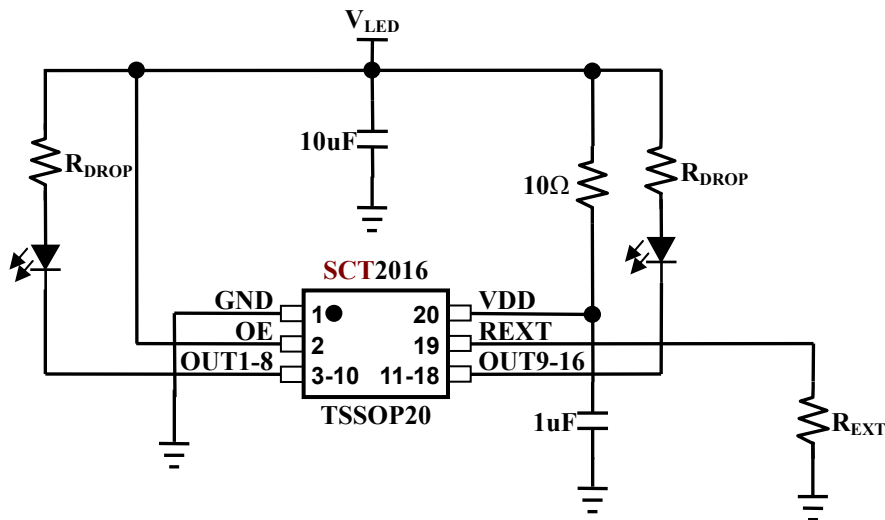 VLED
10uF
RDROP
10Ω
RDROP
SCT2016
GND
1
20
VDD
OE
2
19
REXT
OUT1-8
3-10
11-18
OUT9-16
TSSOP20
1uF
REXT